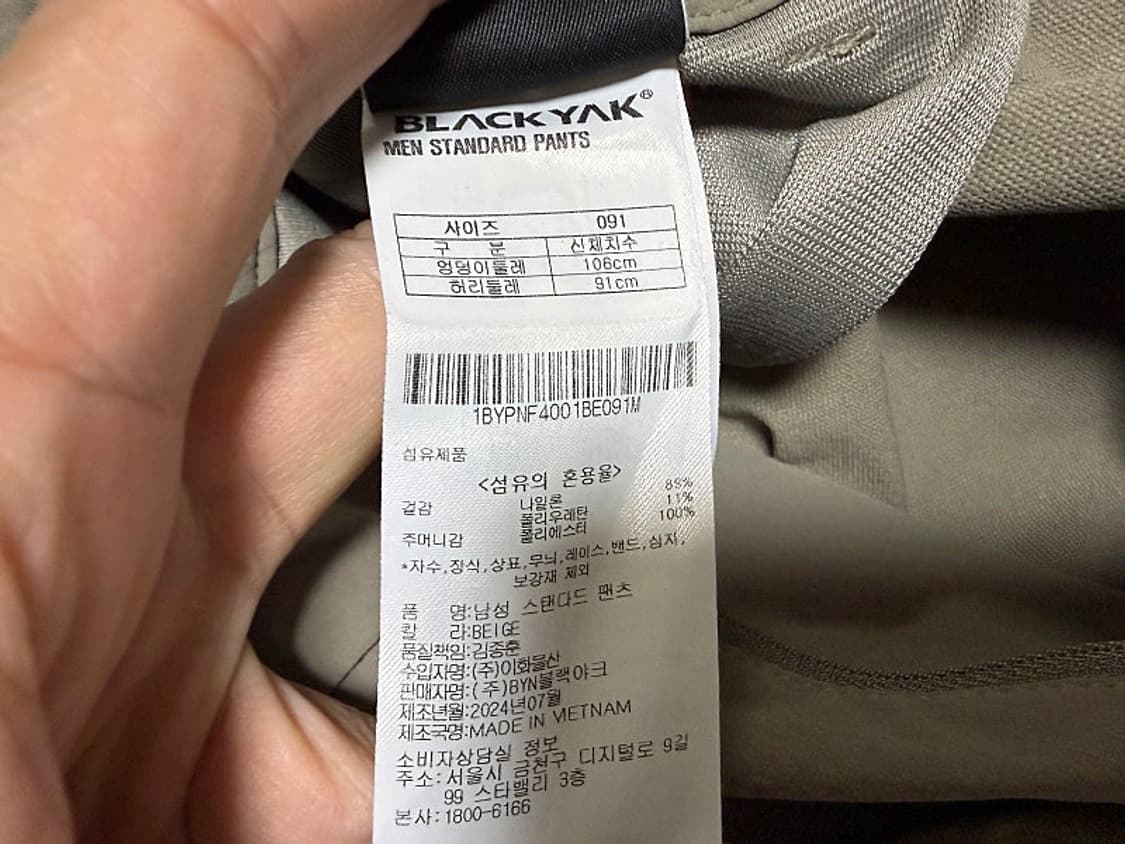 BLACKYAK®
MEN STANDARD PANTS
사이즈 091
구 분 신체치수
엉덩이둘레 106cm
허리둘레 91cm
1BYPNF4001BE091M
섬유제품
<섬유의 혼용율>
겉감 나일론 89%
폴리우레탄 11%
주머니감 폴리에스터 100%
*자수,장식,상표,무늬,레이스,밴드,심지,
보강재 제외
품 명:남성 스탠다드 팬츠
칼 라:BEIGE
품질책임:김종훈
수입자명:(주)이화물산
판매자명:(주)BYN블랙야크
제조년월:2024년07월
제조국명:MADE IN VIETNAM
소비자상담실 정보
주소:서울시 금천구 디지털로 9길
99 스타밸리 3층
본사:1800-6166